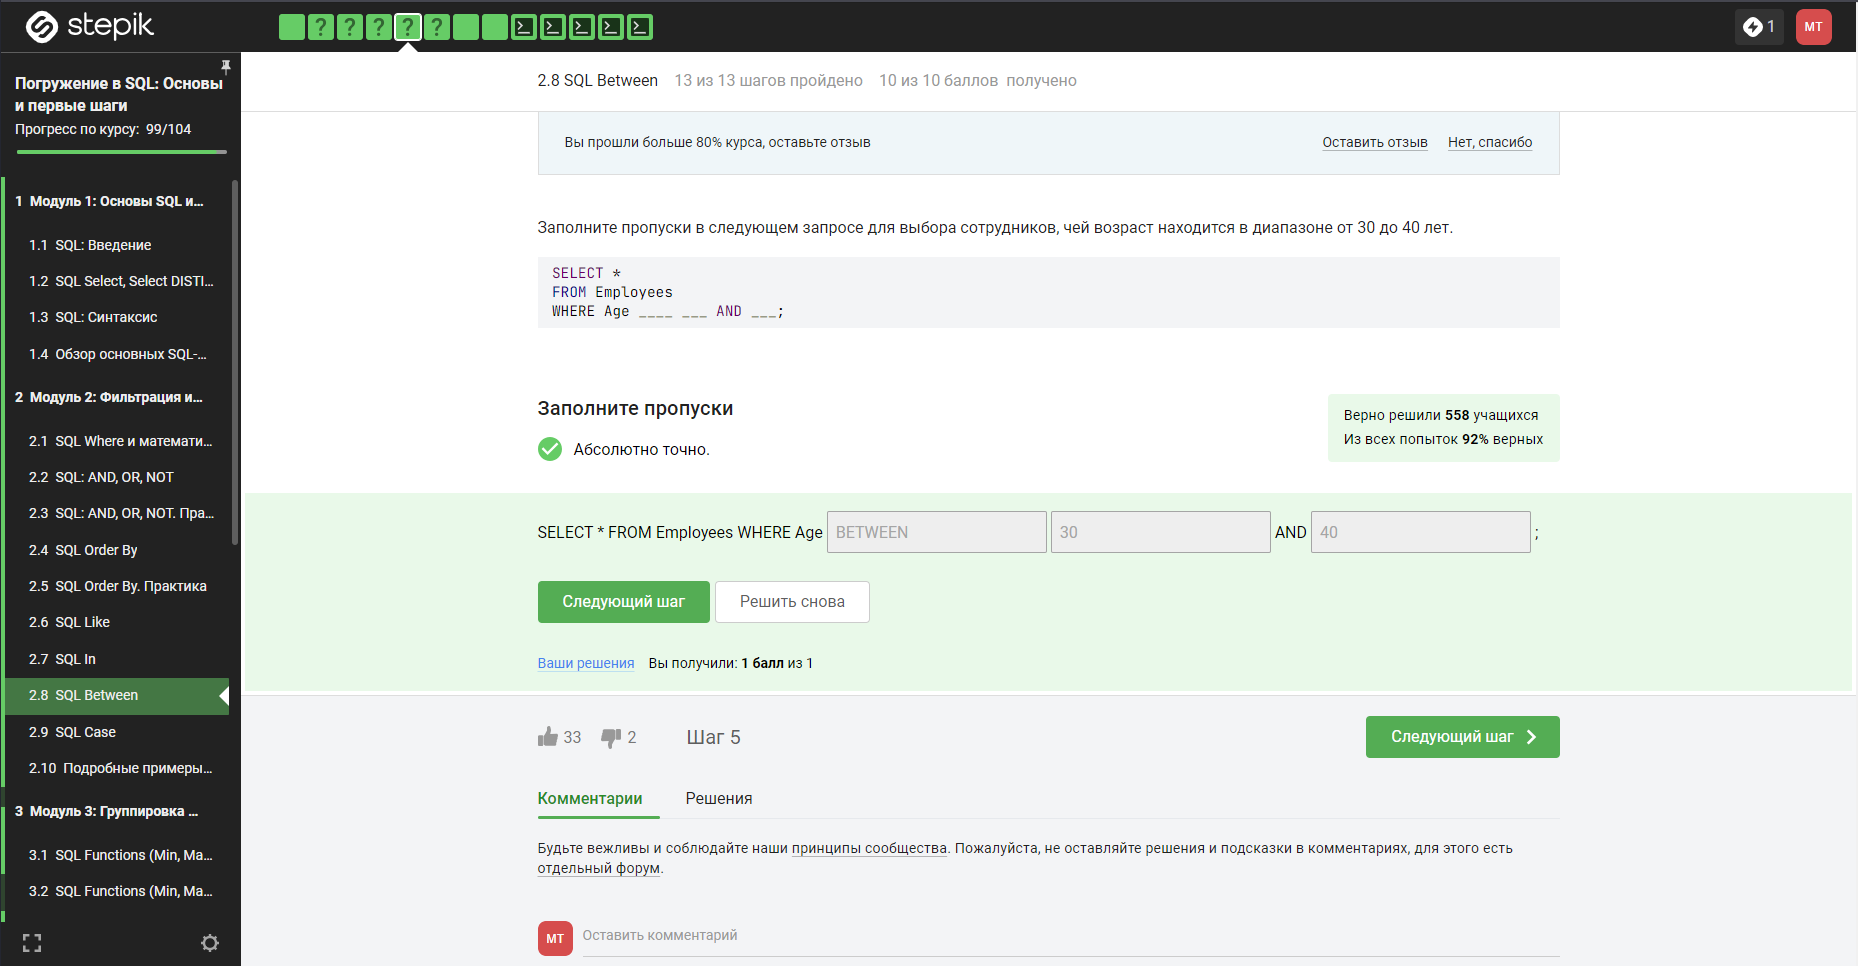 stepik
? ? ? ? ?
1
MT
Погружение в SQL: Основы
и первые шаги
Прогресс по курсу: 99/104
1 Модуль 1: Основы SQL и...
1.1 SQL: Введение
1.2 SQL Select, Select DISTI...
1.3 SQL: Синтаксис
1.4 Обзор основных SQL-...
2 Модуль 2: Фильтрация и...
2.1 SQL Where и математи...
2.2 SQL: AND, OR, NOT
2.3 SQL: AND, OR, NOT. Пра...
2.4 SQL Order By
2.5 SQL Order By. Практика
2.6 SQL Like
2.7 SQL In
2.8 SQL Between
2.9 SQL Case
2.10 Подробные примеры...
3 Модуль 3: Группировка ...
3.1 SQL Functions (Min, Ma...
3.2 SQL Functions (Min, Ma...
2.8 SQL Between 13 из 13 шагов пройдено 10 из 10 баллов получено
Вы прошли больше 80% курса, оставьте отзыв Оставить отзыв Нет, спасибо
Заполните пропуски в следующем запросе для выбора сотрудников, чей возраст находится в диапазоне от 30 до 40 лет.
SELECT *
FROM Employees
WHERE Age ____ ___ AND ___;
Заполните пропуски
Абсолютно точно.
Верно решили 558 учащихся
Из всех попыток 92% верных
SELECT * FROM Employees WHERE Age BETWEEN 30 AND 40 ;
Следующий шаг Решить снова
Ваши решения Вы получили: 1 балл из 1
33 2 Шаг 5 Следующий шаг
Комментарии Решения
Будьте вежливы и соблюдайте наши принципы сообщества. Пожалуйста, не оставляйте решения и подсказки в комментариях, для этого есть
отдельный форум.
MT Оставить комментарий